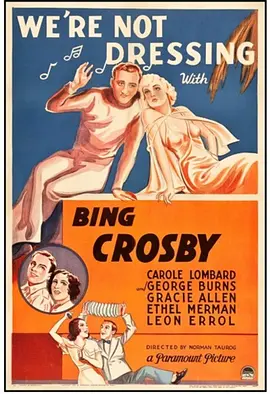 WE'RE NOT
DRESSING
With
BING
CROSBY
CAROLE LOMBARD
and GEORGE BURNS
GRACIE ALLEN
ETHEL MERMAN
LEON ERROL
DIRECTED BY NORMAN TAUROG
a Paramount Picture